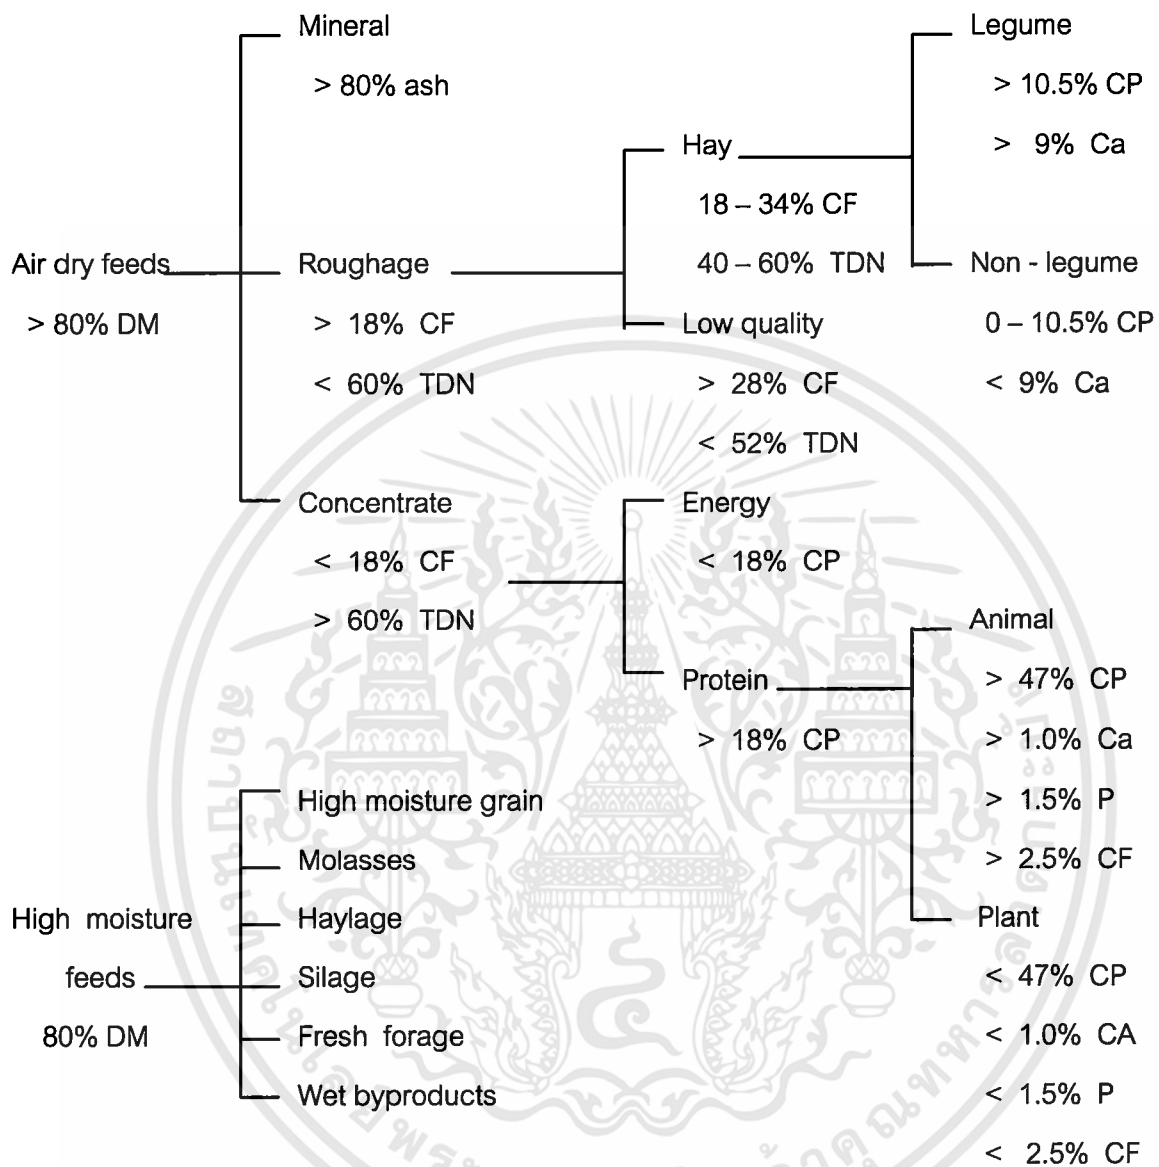 Mineral
> 80% ash
Air dry feeds
> 80% DM
Roughage
> 18% CF
< 60% TDN
Hay
18 – 34% CF
40 – 60% TDN
Legume
> 10.5% CP
> 9% Ca
Non - legume
0 – 10.5% CP
< 9% Ca
Low quality
> 28% CF
< 52% TDN
Concentrate
< 18% CF
> 60% TDN
Energy
< 18% CP
Protein
> 18% CP
Animal
> 47% CP
> 1.0% Ca
> 1.5% P
> 2.5% CF
Plant
< 47% CP
< 1.0% CA
< 1.5% P
< 2.5% CF
High moisture
feeds
80% DM
High moisture grain
Molasses
Haylage
Silage
Fresh forage
Wet byproducts